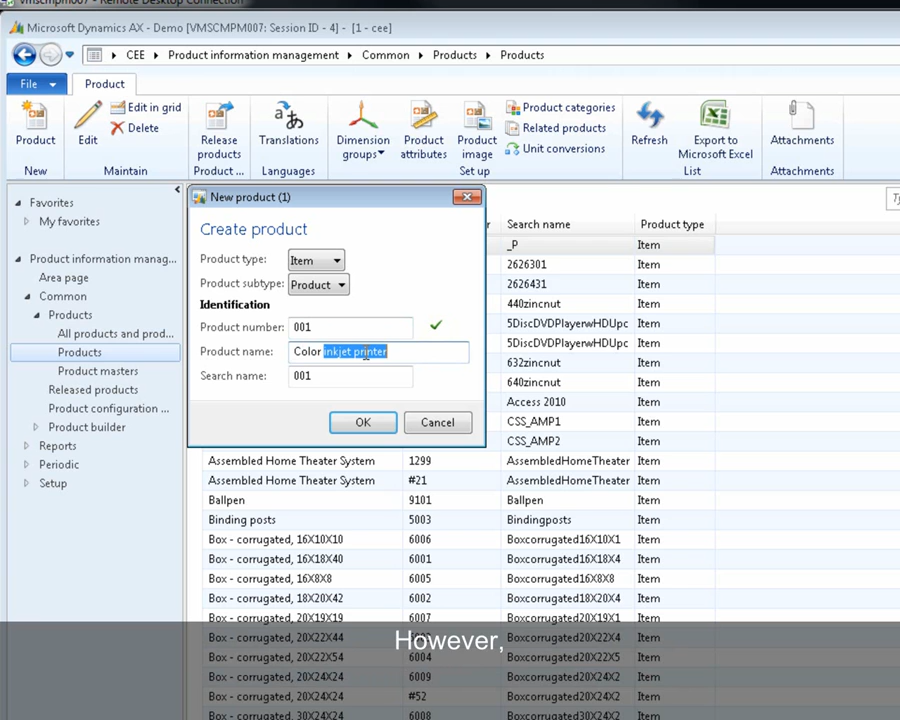 vmscmpm007 - Remote Desktop Connection
Microsoft Dynamics AX - Demo [VMSCMPM007: Session ID - 4] - [1 - cee]
CEE Product information management Common Products Products
File Product
Product Edit Edit in grid Delete Release products Translations Dimension groups Product attributes Product image Product categories Related products Unit conversions Refresh Export to Microsoft Excel Attachments
New Maintain Product ... Languages Set up List Attachments
Favorites
My favorites
Product information manag...
Area page
Common
Products
All products and prod...
Products
Product masters
Released products
Product configuration ...
Product builder
Reports
Periodic
Setup
New product (1)
Create product
Product type: Item
Product subtype: Product
Identification
Product number: 001
Product name: Color inkjet printer
Search name: 001
OK Cancel
Search name Product type
_P Item
2626301 Item
2626431 Item
440zincnut Item
5DiscDVDPlayerwHDUpc Item
5DiscDVDPlayerwHDUpc Item
632zincnut Item
640zincnut Item
Access 2010 Item
CSS_AMP1 Item
CSS_AMP2 Item
Assembled Home Theater System 1299 AssembledHomeTheater Item
Assembled Home Theater System #21 AssembledHomeTheater Item
Ballpen 9101 Ballpen Item
Binding posts 5003 Bindingposts Item
Box - corrugated, 16X10X10 6006 Boxcorrugated16X10X1 Item
Box - corrugated, 16X18X40 6001 Boxcorrugated16X18X4 Item
Box - corrugated, 16X8X8 6005 Boxcorrugated16X8X8 Item
Box - corrugated, 18X20X42 6002 Boxcorrugated18X20X4 Item
Box - corrugated, 20X19X19 6007 Boxcorrugated20X19X1 Item
Box - corrugated, 20X22X44 Boxcorrugated20X22X4 Item
Box - corrugated, 20X22X54 6004 Boxcorrugated20X22X5 Item
Box - corrugated, 20X24X24 6009 Boxcorrugated20X24X2 Item
Box - corrugated, 20X24X24 #52 Boxcorrugated20X24X2 Item
Box - corrugated, 30X24X24 6008 Boxcorrugated30X24X2 Item
However,